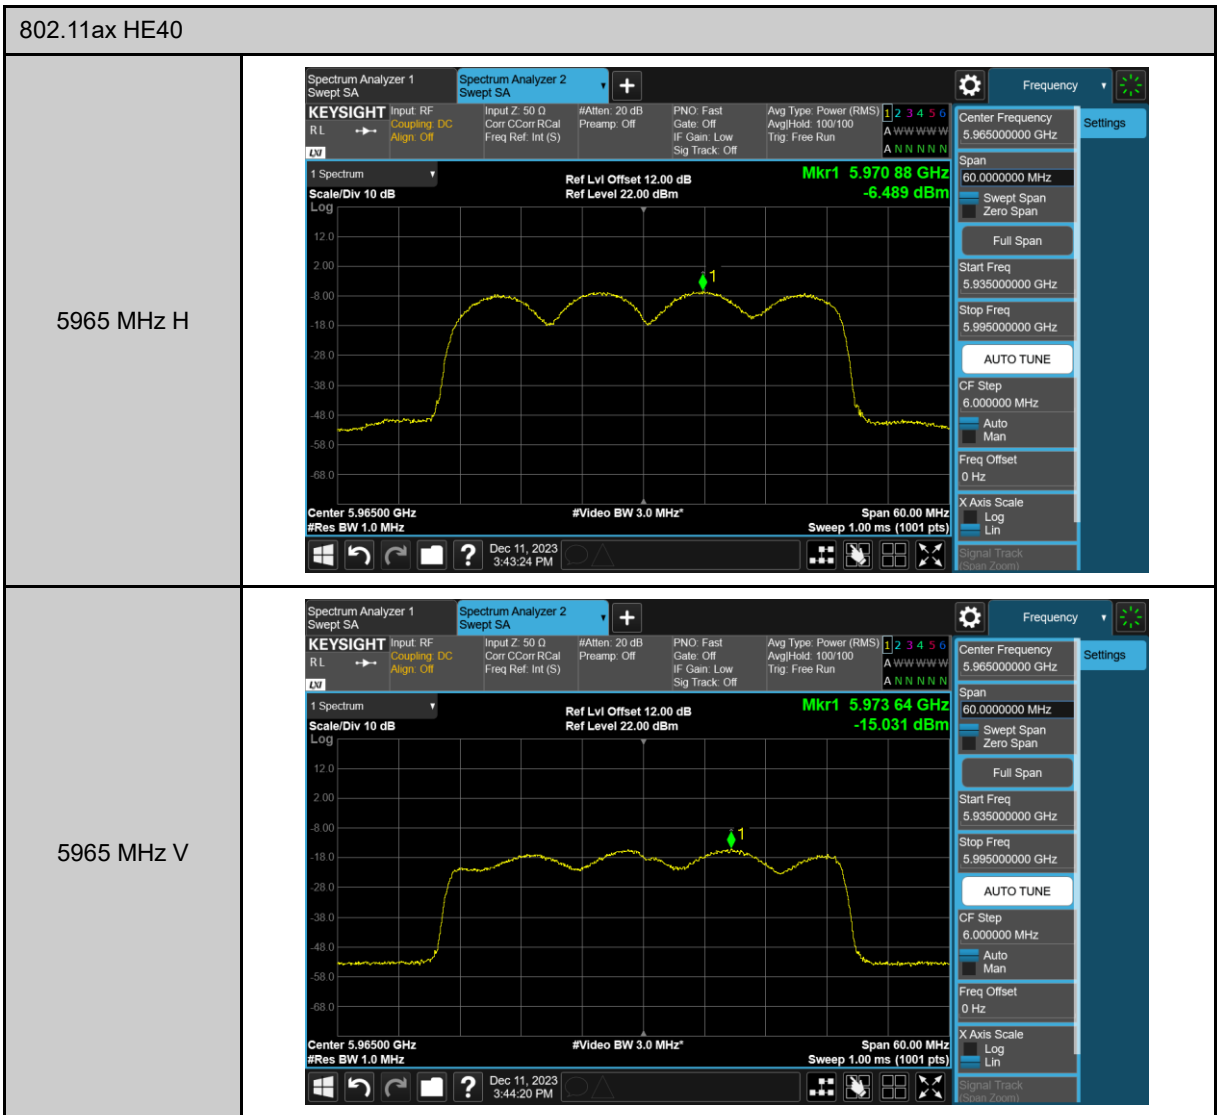 802.11ax HE40
5965 MHz H
Spectrum Analyzer 1
Swept SA
Spectrum Analyzer 2
Swept SA
Frequency
KEYSIGHT
RL
LXI
Input: RF
Coupling: DC
Align: Off
Input Z: 50 Ω
Corr CCorr RCal
Freq Ref: Int (S)
#Atten: 20 dB
Preamp: Off
PNO: Fast
Gate: Off
IF Gain: Low
Sig Track: Off
Avg Type: Power (RMS)
Avg|Hold: 100/100
Trig: Free Run
1 2 3 4 5 6
A W W W W W
A N N N N N
1 Spectrum
Scale/Div 10 dB
Log
Ref Lvl Offset 12.00 dB
Ref Level 22.00 dBm
Mkr1 5.970 88 GHz
-6.489 dBm
1
12.0
2.00
-8.00
-18.0
-28.0
-38.0
-48.0
-58.0
-68.0
Center 5.96500 GHz
#Res BW 1.0 MHz
#Video BW 3.0 MHz*
Span 60.00 MHz
Sweep 1.00 ms (1001 pts)
Dec 11, 2023
3:43:24 PM
Center Frequency
5.965000000 GHz
Settings
Span
60.0000000 MHz
Swept Span
Zero Span
Full Span
Start Freq
5.935000000 GHz
Stop Freq
5.995000000 GHz
AUTO TUNE
CF Step
6.000000 MHz
Auto
Man
Freq Offset
0 Hz
X Axis Scale
Log
Lin
Signal Track
(Span Zoom)
5965 MHz V
Spectrum Analyzer 1
Swept SA
Spectrum Analyzer 2
Swept SA
Frequency
KEYSIGHT
RL
LXI
Input: RF
Coupling: DC
Align: Off
Input Z: 50 Ω
Corr CCorr RCal
Freq Ref: Int (S)
#Atten: 20 dB
Preamp: Off
PNO: Fast
Gate: Off
IF Gain: Low
Sig Track: Off
Avg Type: Power (RMS)
Avg|Hold: 100/100
Trig: Free Run
1 2 3 4 5 6
A W W W W W
A N N N N N
1 Spectrum
Scale/Div 10 dB
Log
Ref Lvl Offset 12.00 dB
Ref Level 22.00 dBm
Mkr1 5.973 64 GHz
-15.031 dBm
1
12.0
2.00
-8.00
-18.0
-28.0
-38.0
-48.0
-58.0
-68.0
Center 5.96500 GHz
#Res BW 1.0 MHz
#Video BW 3.0 MHz*
Span 60.00 MHz
Sweep 1.00 ms (1001 pts)
Dec 11, 2023
3:44:20 PM
Center Frequency
5.965000000 GHz
Settings
Span
60.0000000 MHz
Swept Span
Zero Span
Full Span
Start Freq
5.935000000 GHz
Stop Freq
5.995000000 GHz
AUTO TUNE
CF Step
6.000000 MHz
Auto
Man
Freq Offset
0 Hz
X Axis Scale
Log
Lin
Signal Track
(Span Zoom)